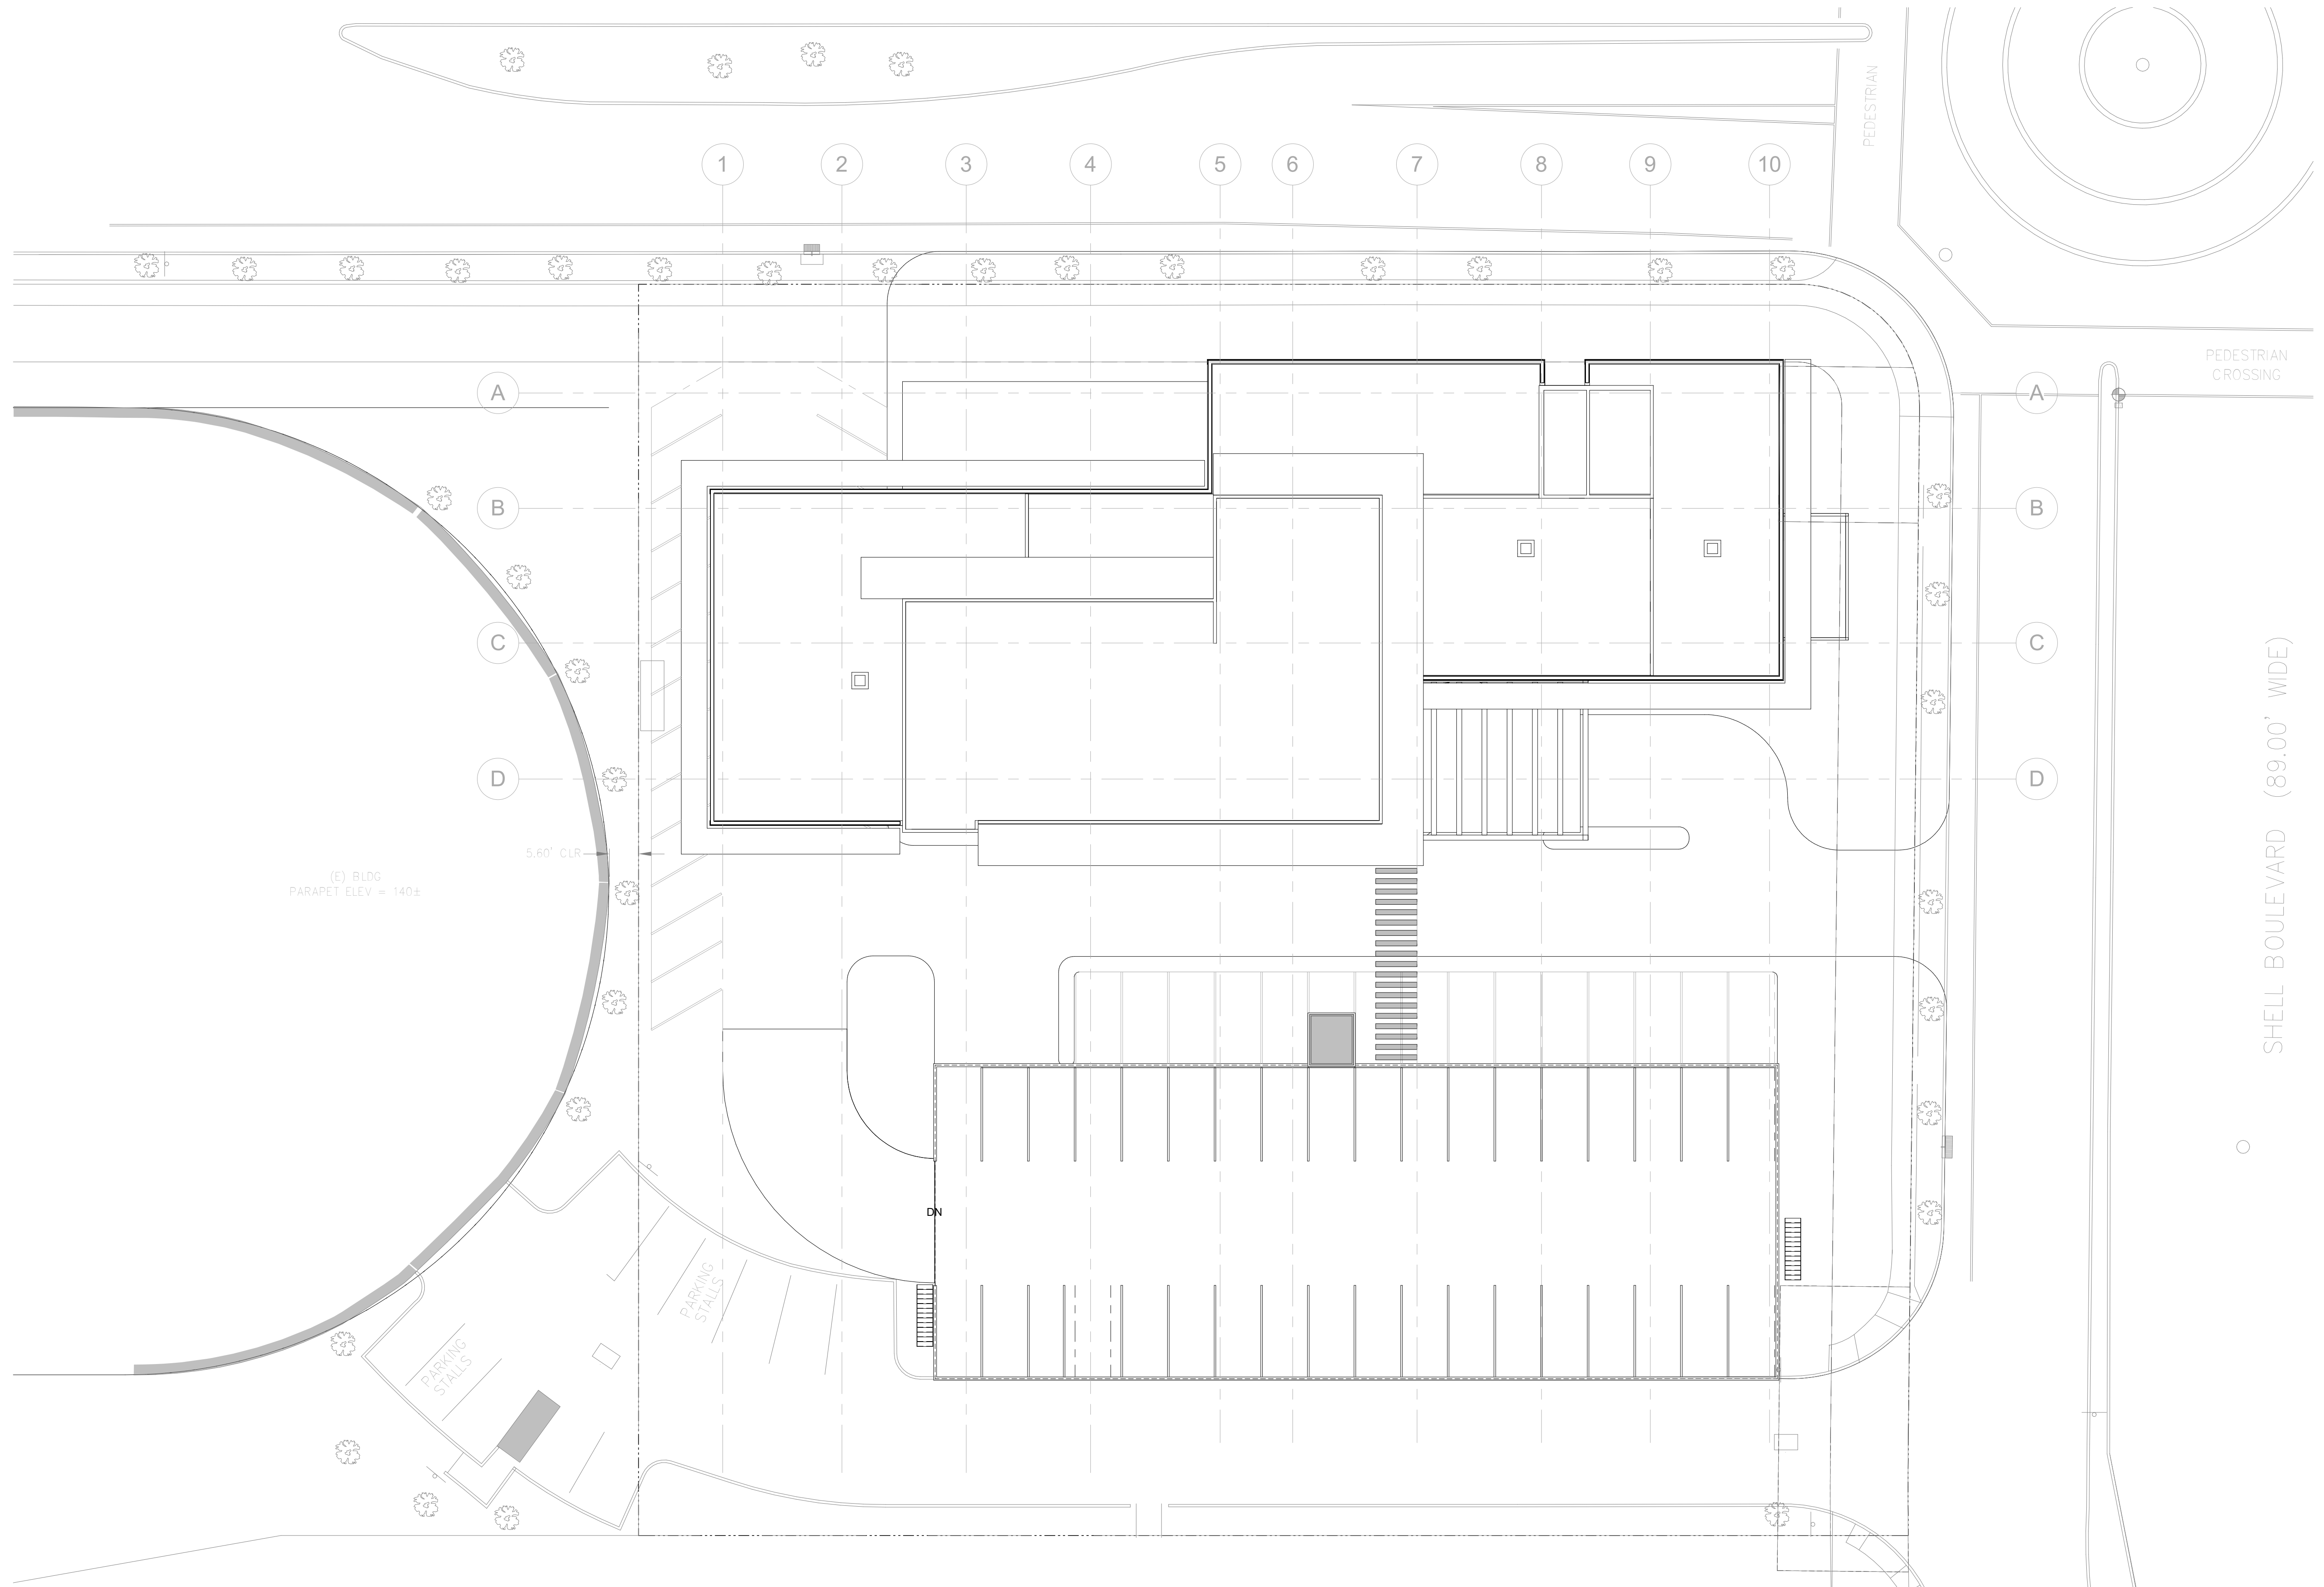 PEDESTRIAN
1 2 3 4 5 6 7 8 9 10
PEDESTRIAN
CROSSING
A A
B B
C C
D D
SHELL BOULEVARD (89.00' WIDE)
5.60' CLR
(E) BLDG
PARAPET ELEV = 140±
DN
PARKING
STALLS
PARKING
STALLS